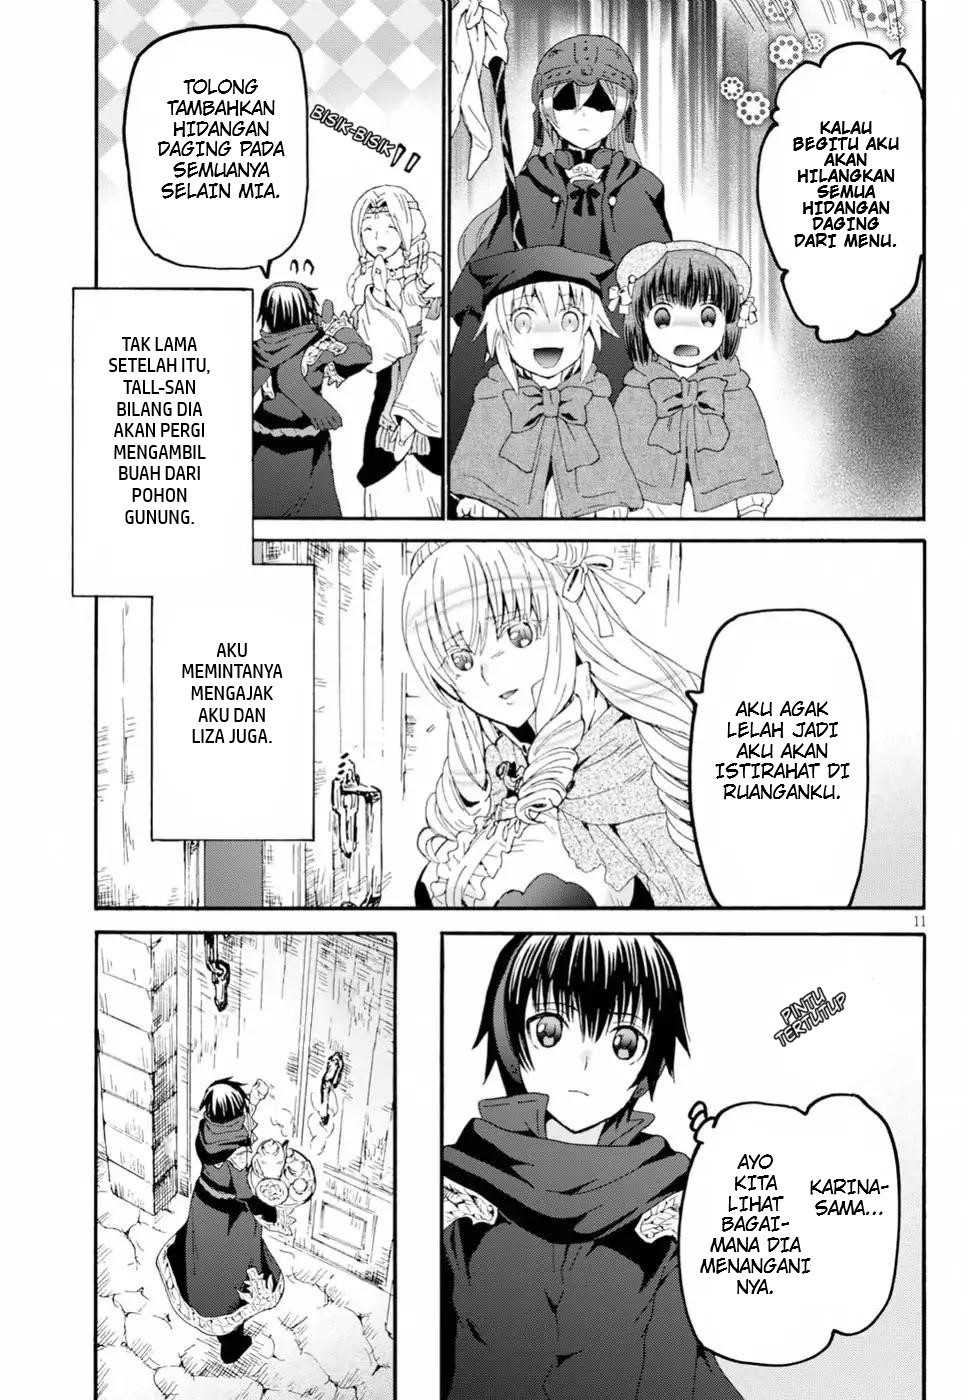 KALAU
BEGITU AKU
AKAN
HILANGKAN
SEMUA
HIDANGAN
DAGING
DARI MENU.
TOLONG
TAMBAHKAN
HIDANGAN
DAGING PADA
SEMUANYA
SELAIN MIA.
BISIK-BISIK
TAK LAMA
SETELAH ITU,
TALL-SAN
BILANG DIA
AKAN PERGI
MENGAMBIL
BUAH DARI
POHON
GUNUNG.
AKU
MEMINTANYA
MENGAJAK
AKU DAN
LIZA JUGA.
AKU AGAK
LELAH JADI
AKU AKAN
ISTIRAHAT DI
RUANGANKU.
11
PINTU
TERTUTUP
KARINA-
SAMA...
AYO
KITA
LIHAT
BAGAI-
MANA DIA
MENANGANI
NYA.